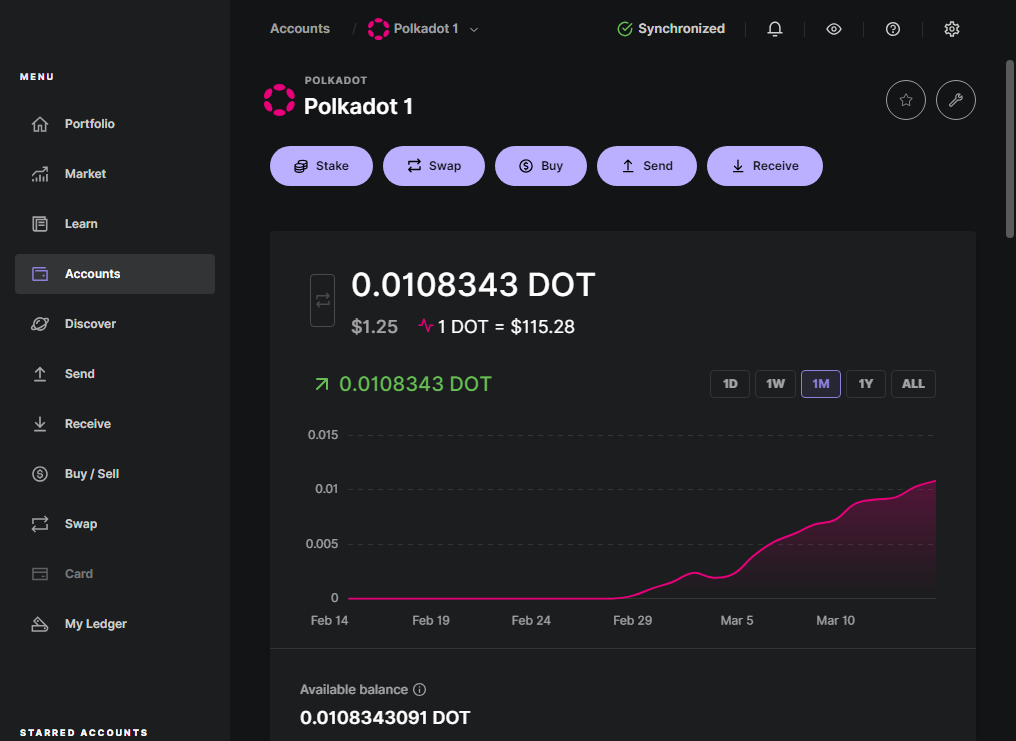 Accounts / Polkadot 1
Synchronized
MENU
Portfolio
Market
Learn
Accounts
Discover
Send
Receive
Buy / Sell
Swap
Card
My Ledger
STARRED ACCOUNTS
POLKADOT
Polkadot 1
Stake Swap Buy Send Receive
0.0108343 DOT
$1.25 1 DOT = $115.28
0.0108343 DOT
1D 1W 1M 1Y ALL
0.015
0.01
0.005
0
Feb 14 Feb 19 Feb 24 Feb 29 Mar 5 Mar 10
Available balance
0.0108343091 DOT